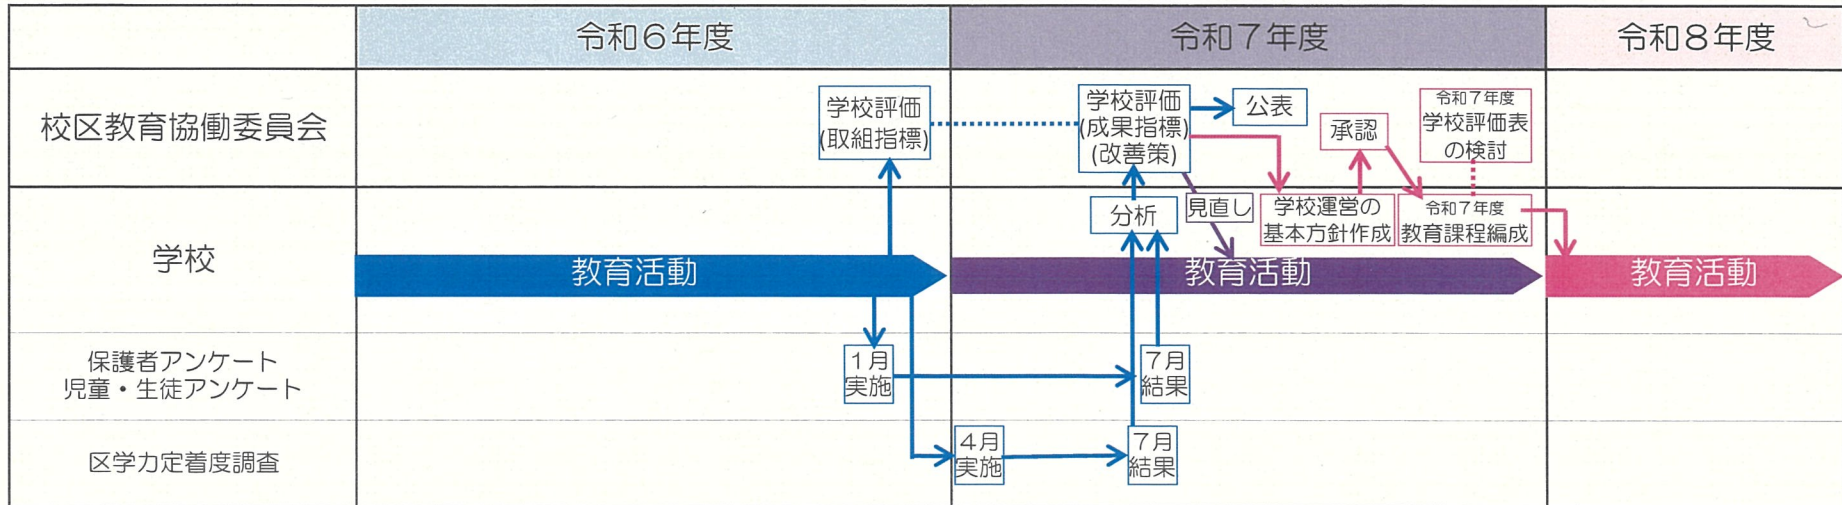 令和６年度
令和７年度
令和８年度
校区教育協働委員会
学校評価
(取組指標)
学校評価
(成果指標)
(改善策)
公表
承認
令和７年度
学校評価表
の検討
学校
分析
見直し
学校運営の
基本方針作成
令和７年度
教育課程編成
教育活動
教育活動
教育活動
保護者アンケート
児童・生徒アンケート
１月
実施
７月
結果
区学力定着度調査
４月
実施
７月
結果